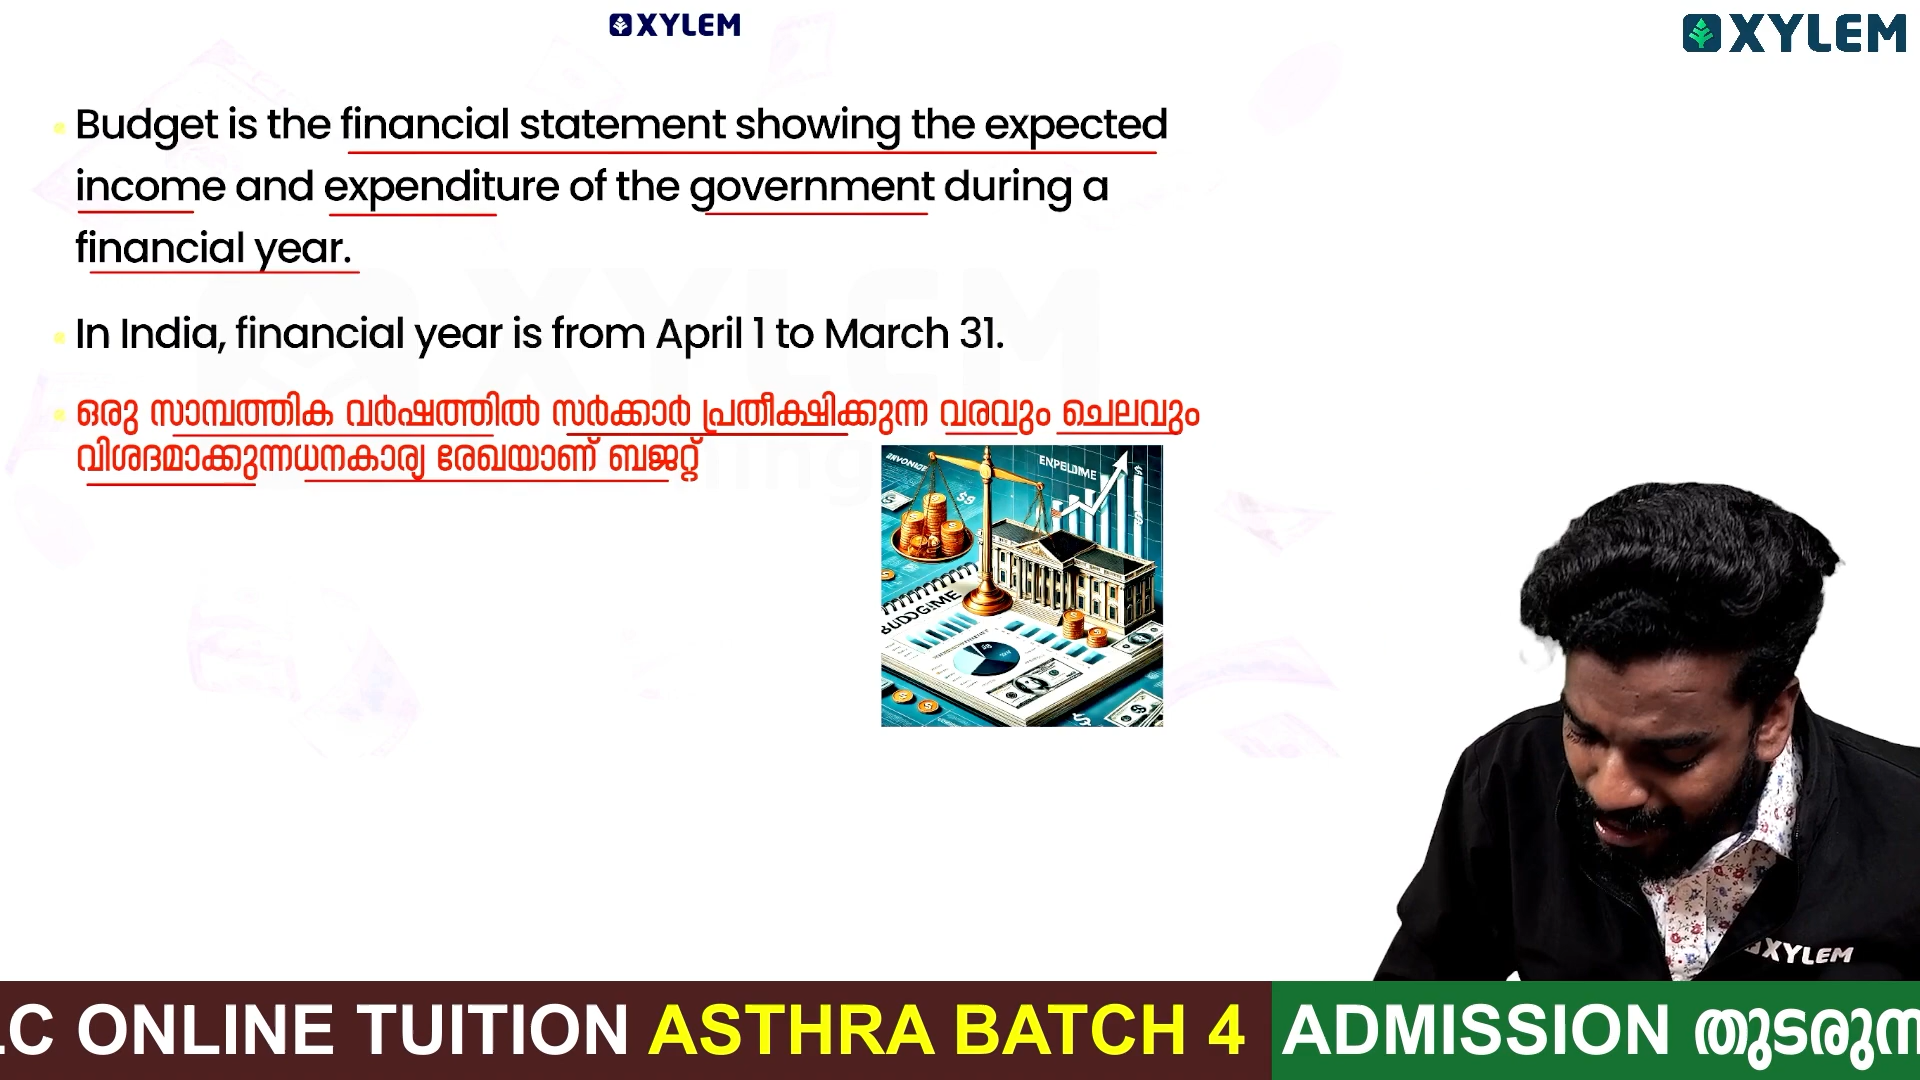 XYLEM
XYLEM
Budget is the financial statement showing the expected
income and expenditure of the government during a
financial year.
In India, financial year is from April 1 to March 31.
ഒരു സാമ്പത്തിക വർഷത്തിൽ സർക്കാർ പ്രതീക്ഷിക്കുന്ന വരവും ചെലവും
വിശദമാക്കുന്നധനകാര്യ രേഖയാണ് ബജറ്റ്
ENPELDIME
XYLEM
LC ONLINE TUITION ASTHRA BATCH 4 ADMISSION തുടരുന